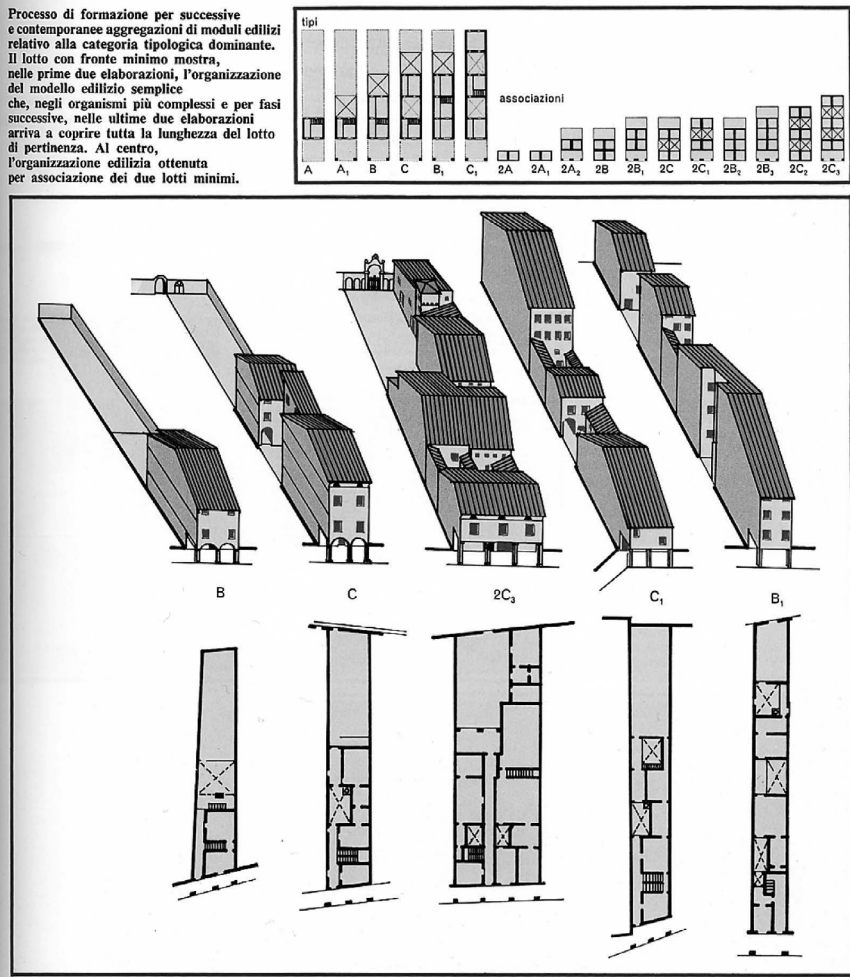 Processo di formazione per successive
e contemporanee aggregazioni di moduli edilizi
relativo alla categoria tipologica dominante.
Il lotto con fronte minimo mostra,
nelle prime due elaborazioni, l'organizzazione
del modello edilizio semplice
che, negli organismi più complessi e per fasi
successive, nelle ultime due elaborazioni
arriva a coprire tutta la lunghezza del lotto
di pertinenza. Al centro,
l'organizzazione edilizia ottenuta
per associazione dei due lotti minimi.
tipi
associazioni
A A₁ B C B₁ C₁ 2A 2A₁ 2A₂ 2B 2B₁ 2C 2C₁ 2B₂ 2B₃ 2C₂ 2C₃
B C 2C₃ C₁ B₁